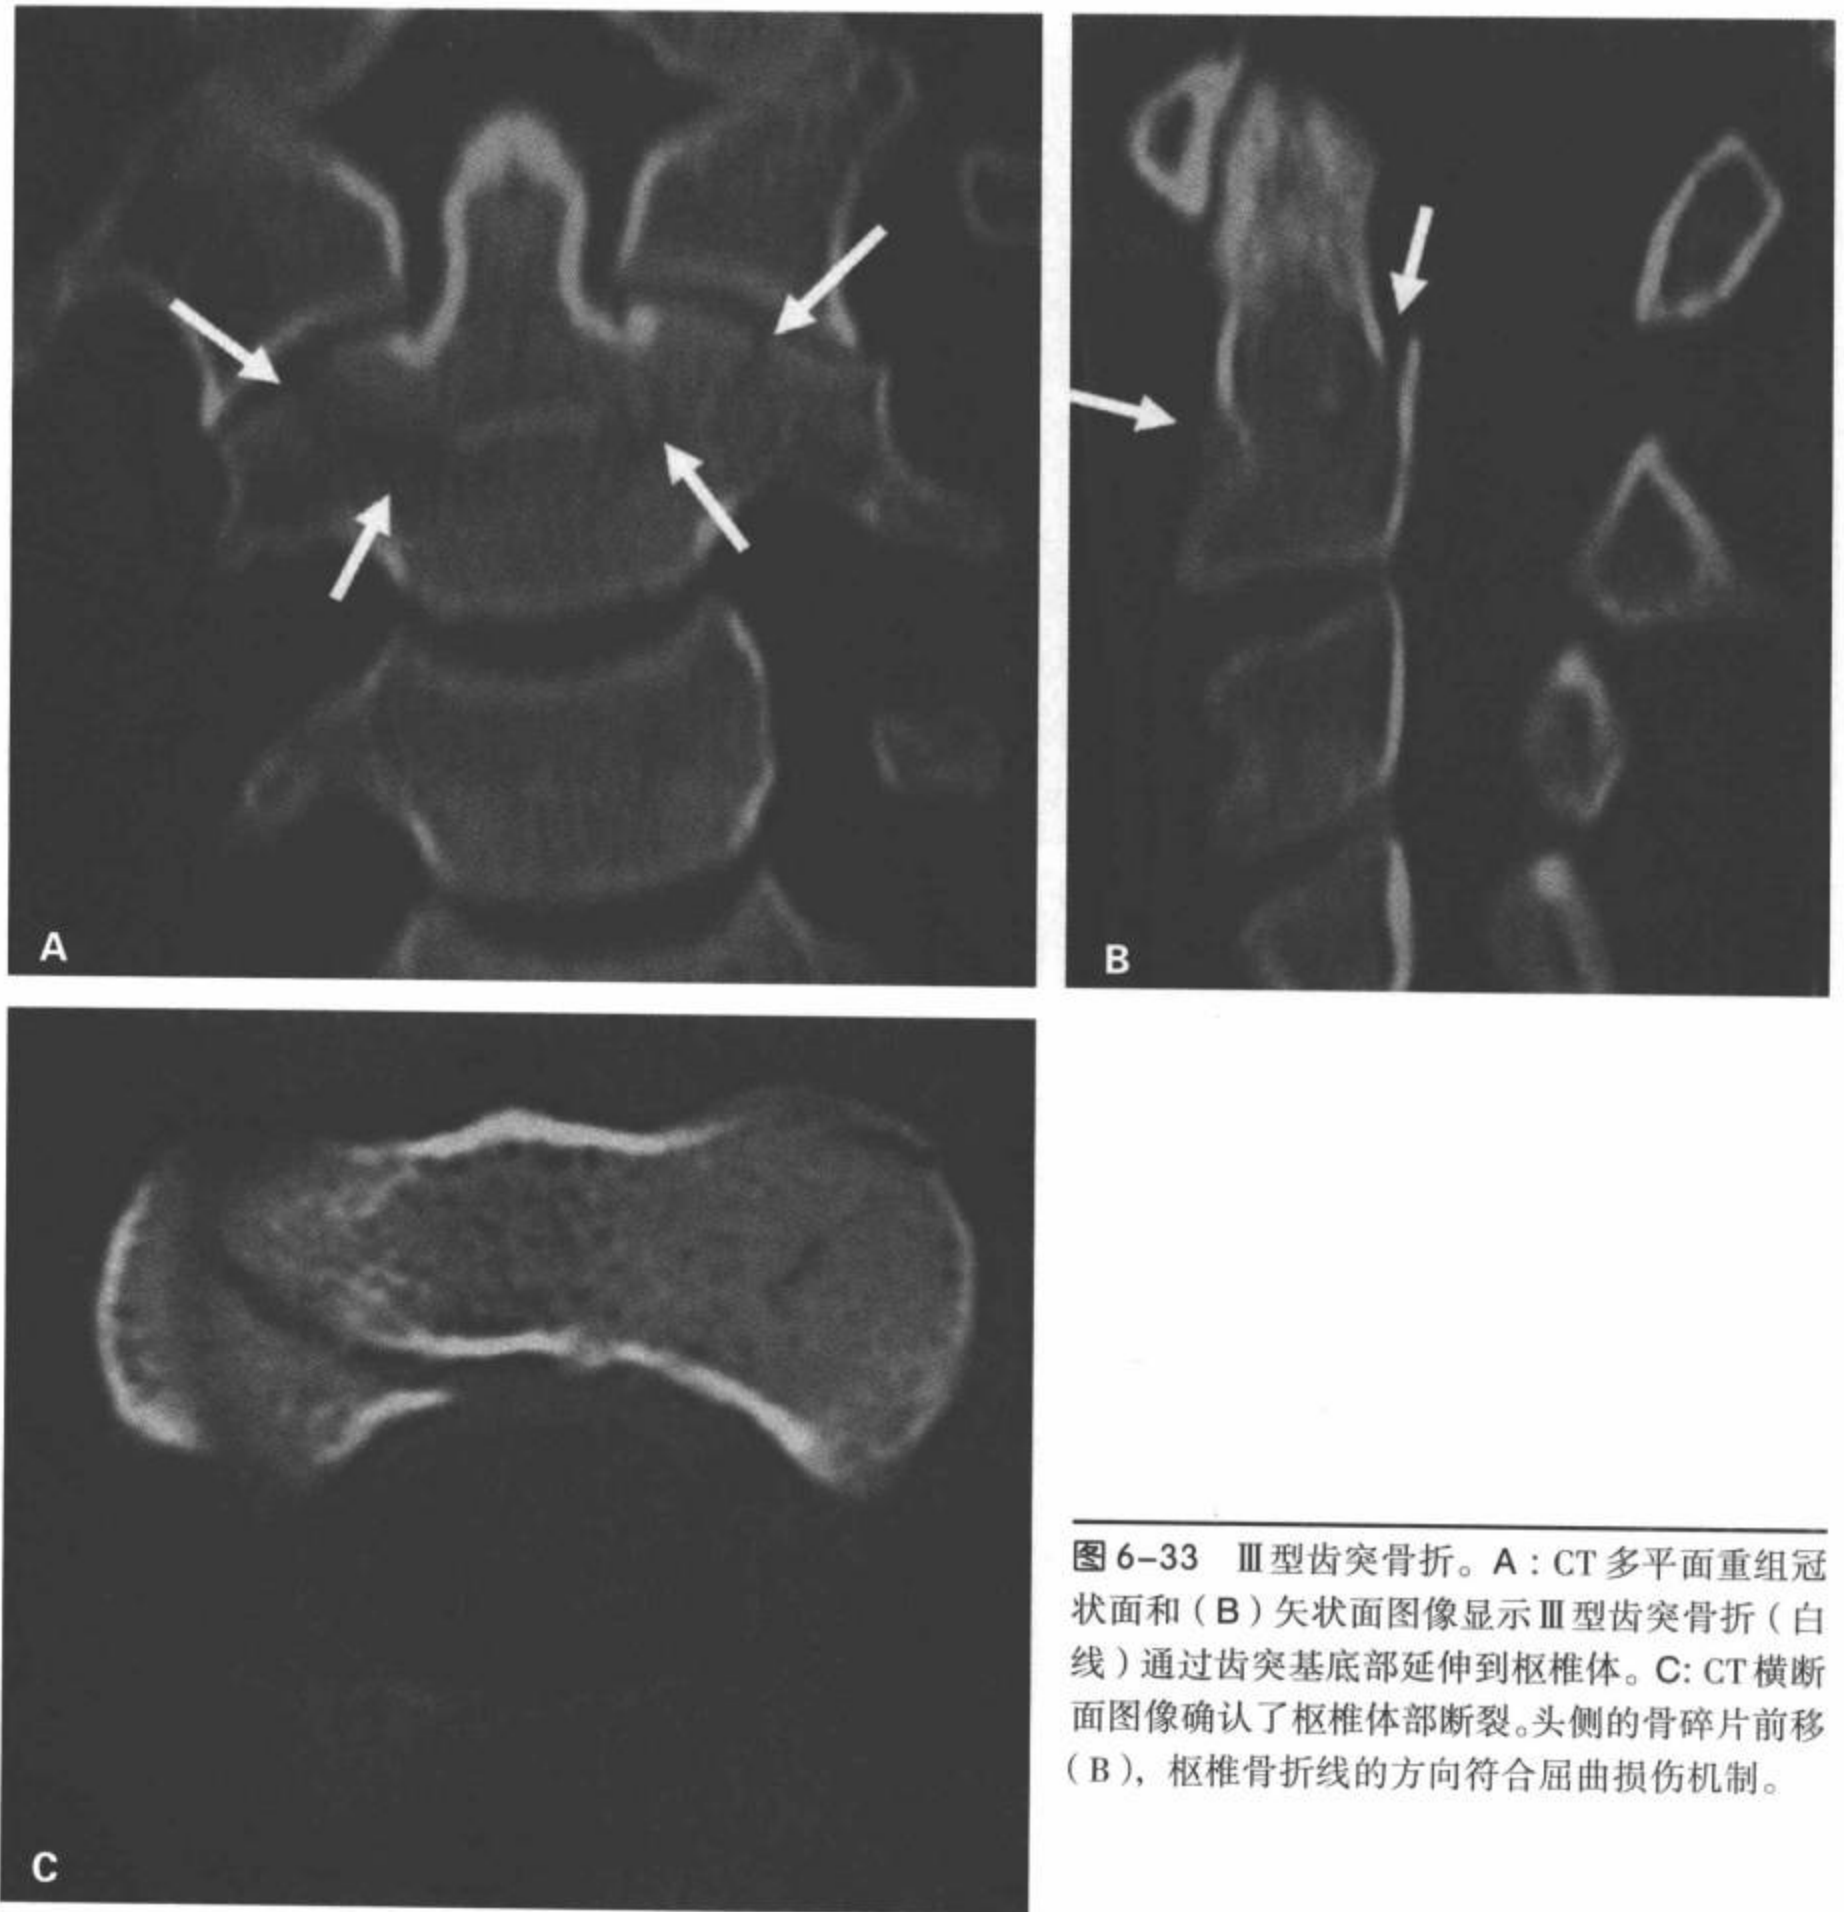 A
B
C
图 6-33 Ⅲ型齿突骨折。A：CT 多平面重组冠
状面和（B）矢状面图像显示Ⅲ型齿突骨折（白
线）通过齿突基底部延伸到枢椎体。C: CT 横断
面图像确认了枢椎体部断裂。头侧的骨碎片前移
（B），枢椎骨折线的方向符合屈曲损伤机制。